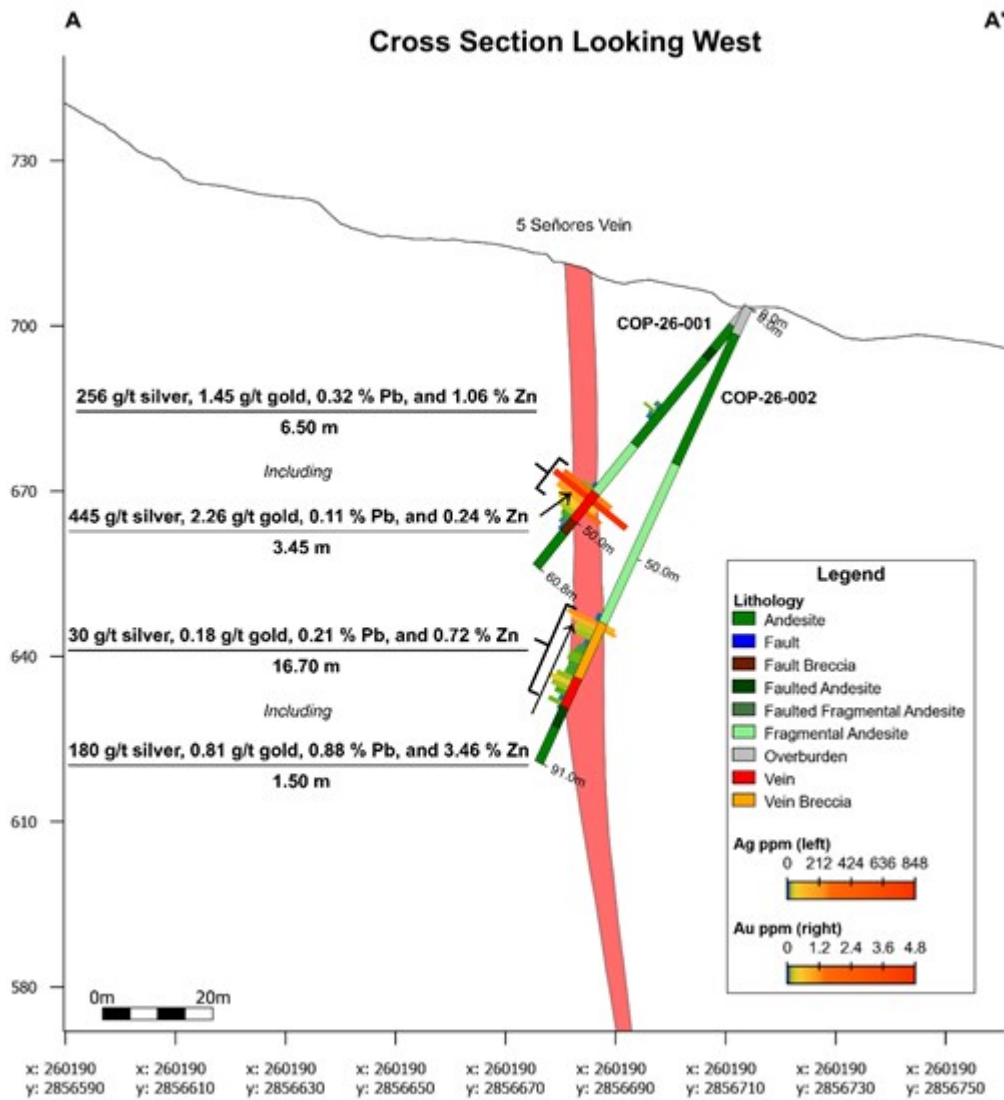 A
A'
Cross Section Looking West
730
5 Señores Vein
700
COP-26-001
0.0m
0.0m
COP-26-002
256 g/t silver, 1.45 g/t gold, 0.32 % Pb, and 1.06 % Zn
6.50 m
670
Including
445 g/t silver, 2.26 g/t gold, 0.11 % Pb, and 0.24 % Zn
3.45 m
50.0m
50.0m
60.8m
30 g/t silver, 0.18 g/t gold, 0.21 % Pb, and 0.72 % Zn
640
16.70 m
Including
180 g/t silver, 0.81 g/t gold, 0.88 % Pb, and 3.46 % Zn
1.50 m
91.0m
610
580
Legend
Lithology
Andesite
Fault
Fault Breccia
Faulted Andesite
Faulted Fragmental Andesite
Fragmental Andesite
Overburden
Vein
Vein Breccia
Ag ppm (left)
0 212 424 636 848
Au ppm (right)
0 1.2 2.4 3.6 4.8
0m 20m
x: 260190 x: 260190 x: 260190 x: 260190 x: 260190 x: 260190 x: 260190 x: 260190 x: 260190
y: 2856590 y: 2856610 y: 2856630 y: 2856650 y: 2856670 y: 2856690 y: 2856710 y: 2856730 y: 2856750